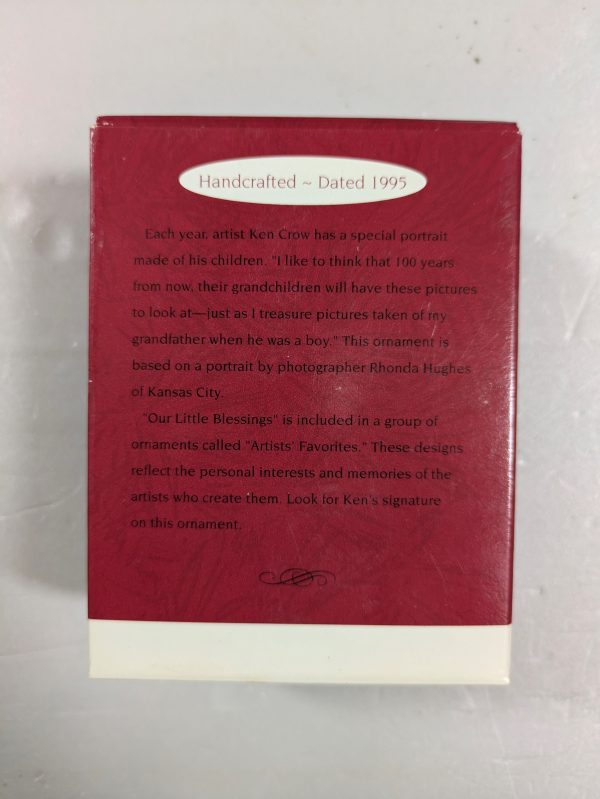 Handcrafted ~ Dated 1995
Each year, artist Ken Crow has a special portrait
made of his children. "I like to think that 100 years
from now, their grandchildren will have these pictures
to look at—just as I treasure pictures taken of my
grandfather when he was a boy." This ornament is
based on a portrait by photographer Rhonda Hughes
of Kansas City.
"Our Little Blessings" is included in a group of
ornaments called "Artists' Favorites." These designs
reflect the personal interests and memories of the
artists who create them. Look for Ken's signature
on this ornament.